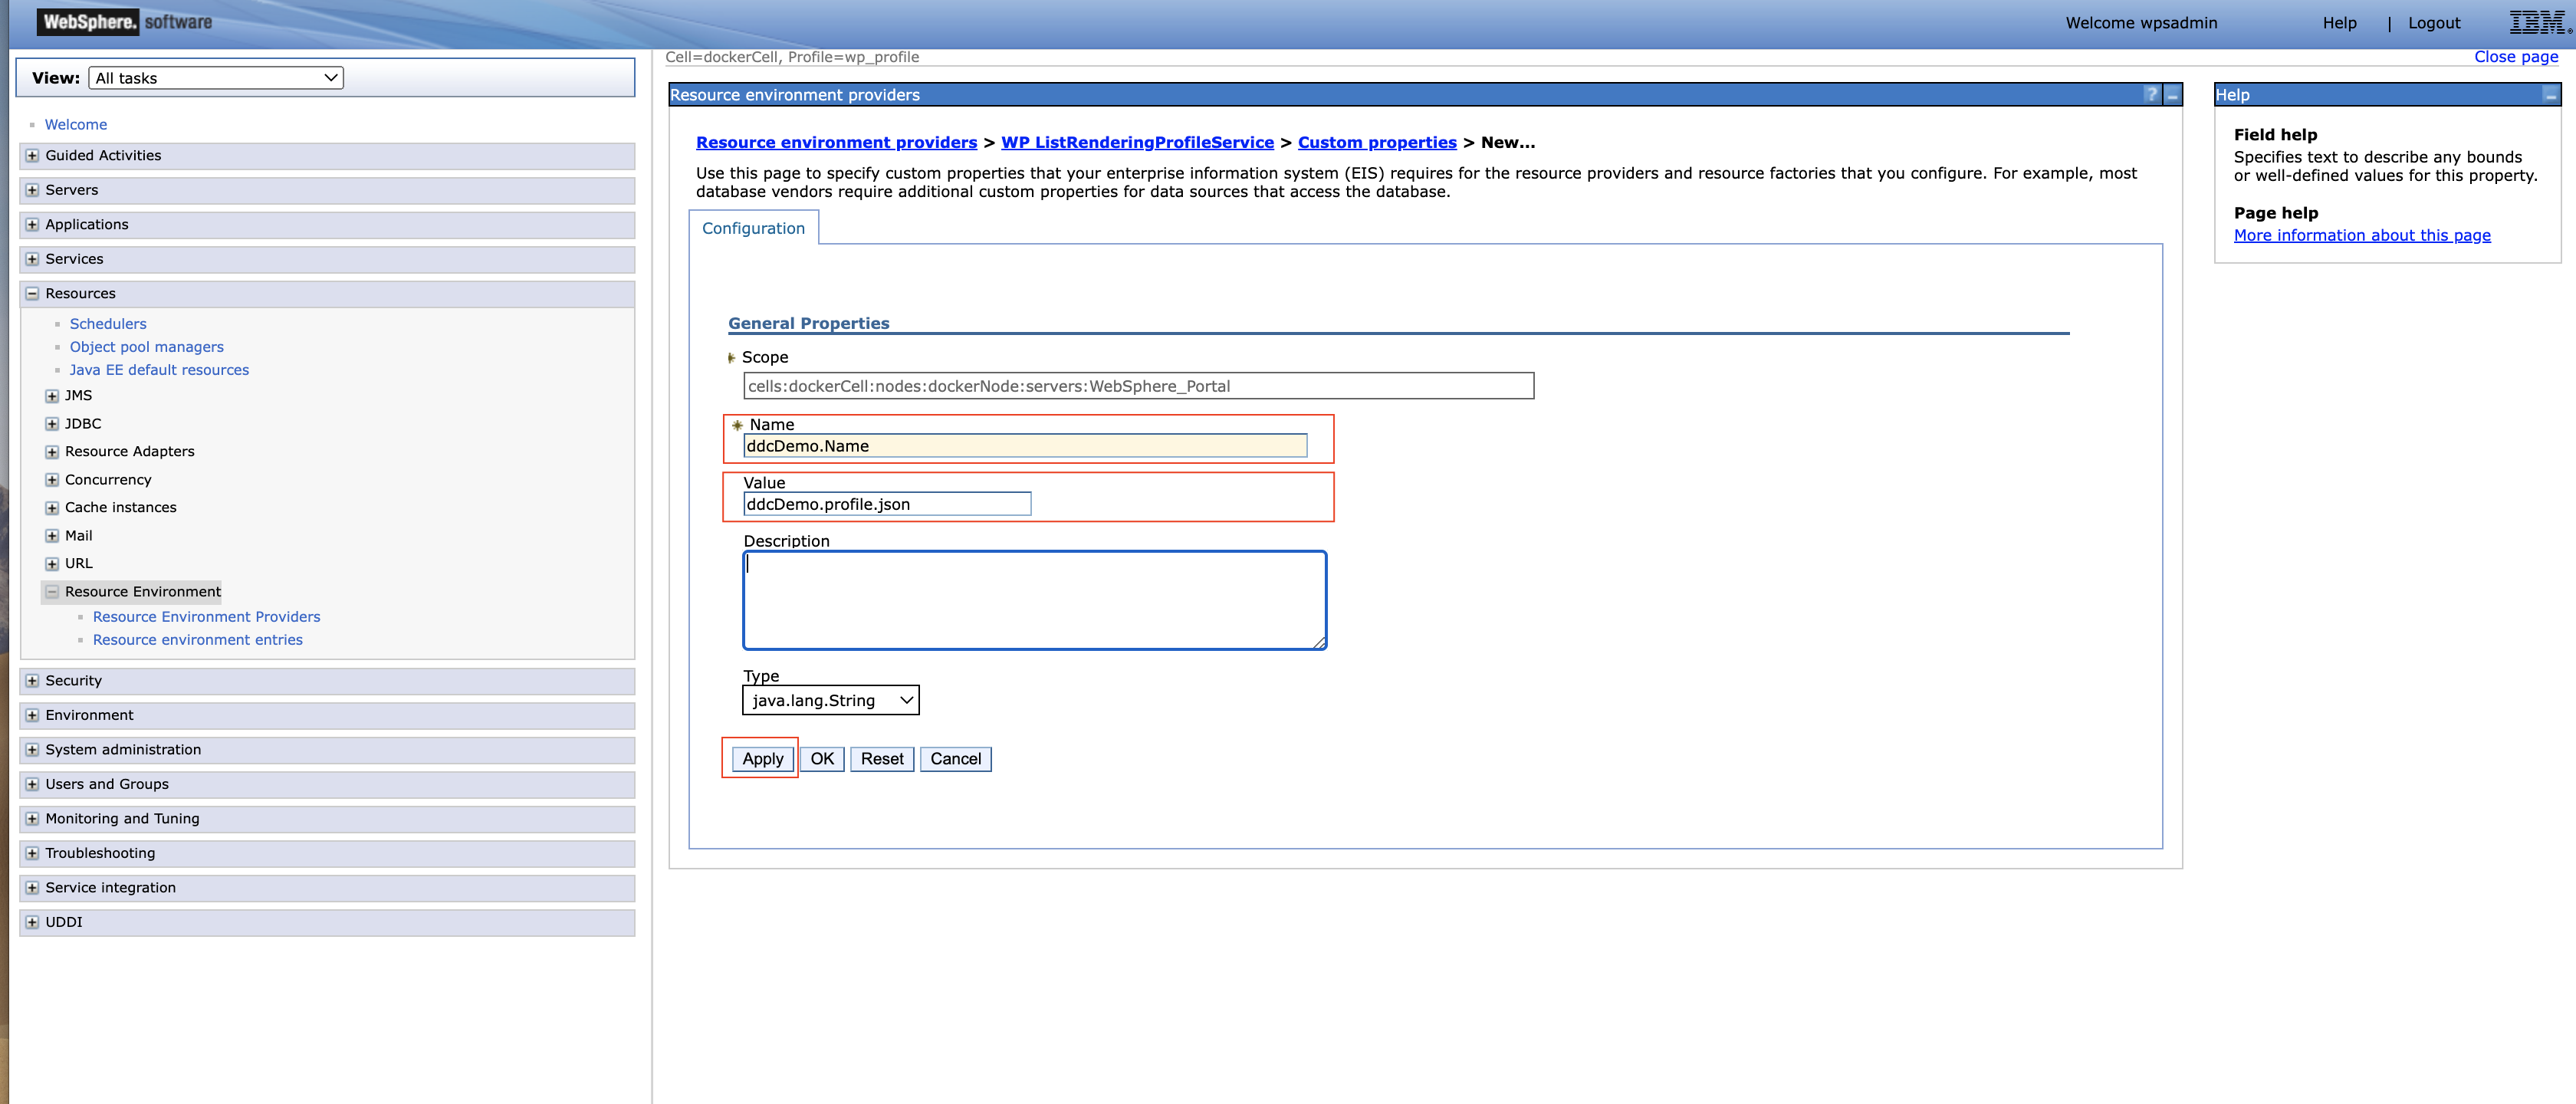 WebSphere. software
Welcome wpsadmin
Help | Logout
IBM
View: All tasks
Welcome
Guided Activities
Servers
Applications
Services
Resources
Schedulers
Object pool managers
Java EE default resources
JMS
JDBC
Resource Adapters
Concurrency
Cache instances
Mail
URL
Resource Environment
Resource Environment Providers
Resource environment entries
Security
Environment
System administration
Users and Groups
Monitoring and Tuning
Troubleshooting
Service integration
UDDI
Cell=dockerCell, Profile=wp_profile
Close page
Resource environment providers
?
Resource environment providers > WP ListRenderingProfileService > Custom properties > New...
Use this page to specify custom properties that your enterprise information system (EIS) requires for the resource providers and resource factories that you configure. For example, most
database vendors require additional custom properties for data sources that access the database.
Configuration
General Properties
Scope
cells:dockerCell:nodes:dockerNode:servers:WebSphere_Portal
Name
ddcDemo.Name
Value
ddcDemo.profile.json
Description
Type
java.lang.String
Apply OK Reset Cancel
Help
Field help
Specifies text to describe any bounds
or well-defined values for this property.
Page help
More information about this page